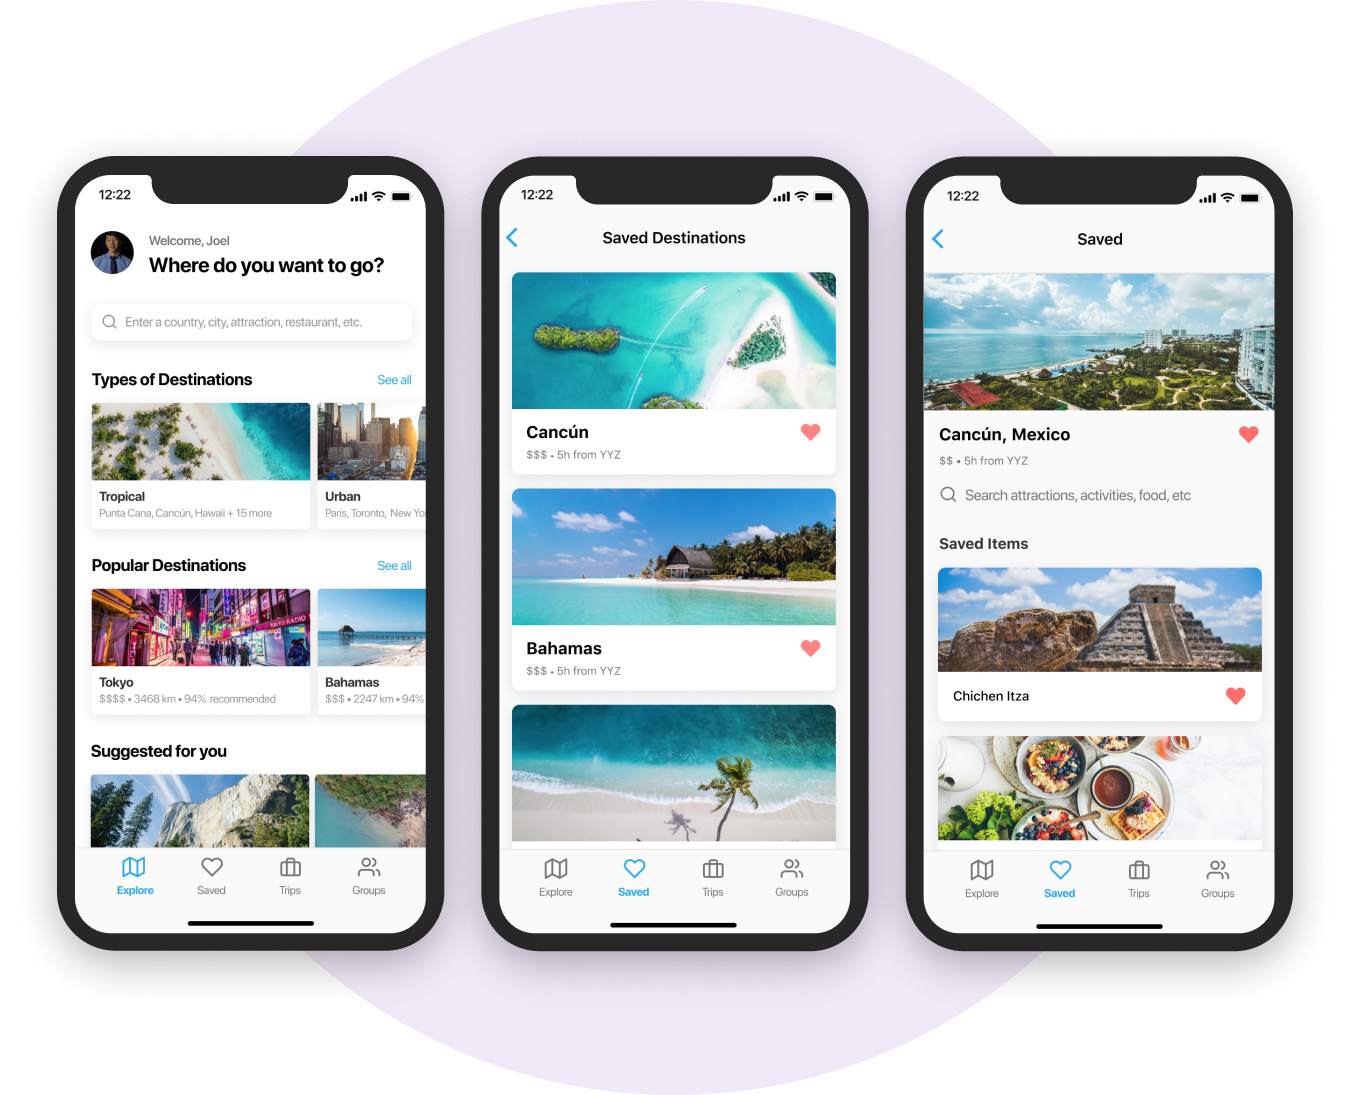 12:22
Welcome, Joel
Where do you want to go?
Enter a country, city, attraction, restaurant, etc.
Types of Destinations
See all
Tropical
Punta Cana, Cancún, Hawaii + 15 more
Urban
Paris, Toronto, New Yo
Popular Destinations
See all
TOKYO RADIO
Tokyo
$$$$ • 3468 km • 94% recommended
Bahamas
$$$ • 2247 km • 94%
Suggested for you
Explore
Saved
Trips
Groups
12:22
Saved Destinations
Cancún
$$$ • 5h from YYZ
Bahamas
$$$ • 5h from YYZ
Explore
Saved
Trips
Groups
12:22
Saved
Cancún, Mexico
$$ • 5h from YYZ
Search attractions, activities, food, etc
Saved Items
Chichen Itza
Explore
Saved
Trips
Groups